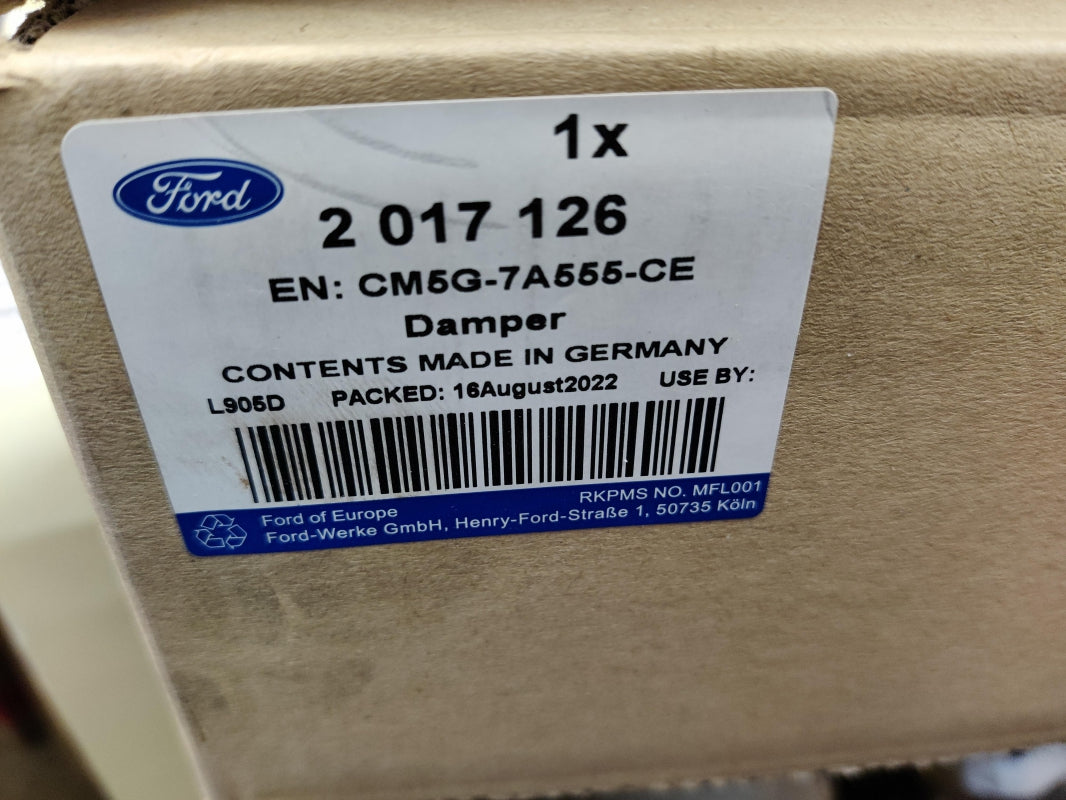 1x
Ford
2 017 126
EN: CM5G-7A555-CE
Damper
CONTENTS MADE IN GERMANY
L905D PACKED: 16August2022 USE BY:
RKPMS NO. MFL001
Ford of Europe
Ford-Werke GmbH, Henry-Ford-Straße 1, 50735 Köln